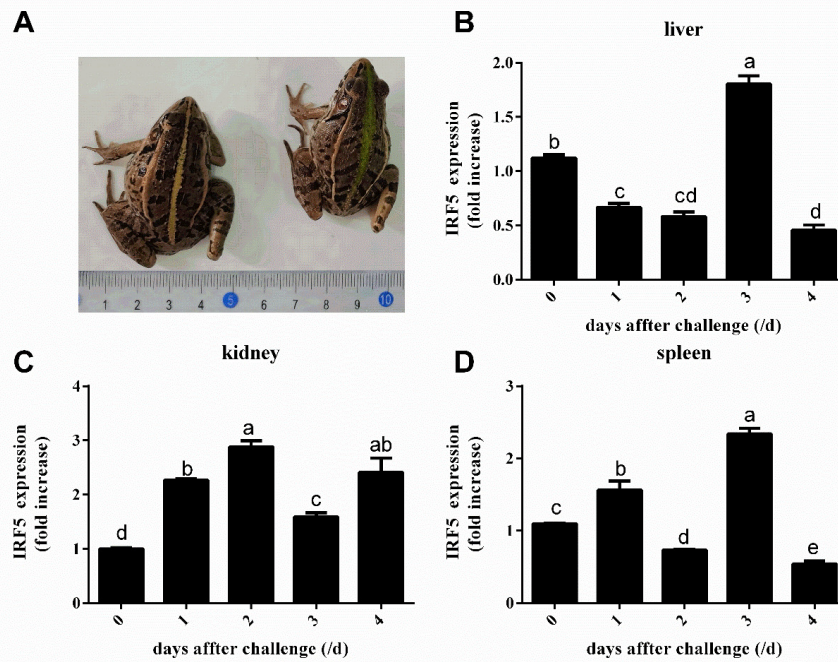 A
1 2 3 4 5 6 7 8 9 10
B
liver
IRF5 expression
(fold increase)
2.0
1.5
1.0
0.5
0.0
b c cd a d
0 1 2 3 4
days affter challenge (/d)
C
kidney
IRF5 expression
(fold increase)
4
3
2
1
0
d b a c ab
0 1 2 3 4
days affter challenge (/d)
D
spleen
IRF5 expression
(fold increase)
3
2
1
0
c b d a e
0 1 2 3 4
days affter challenge (/d)